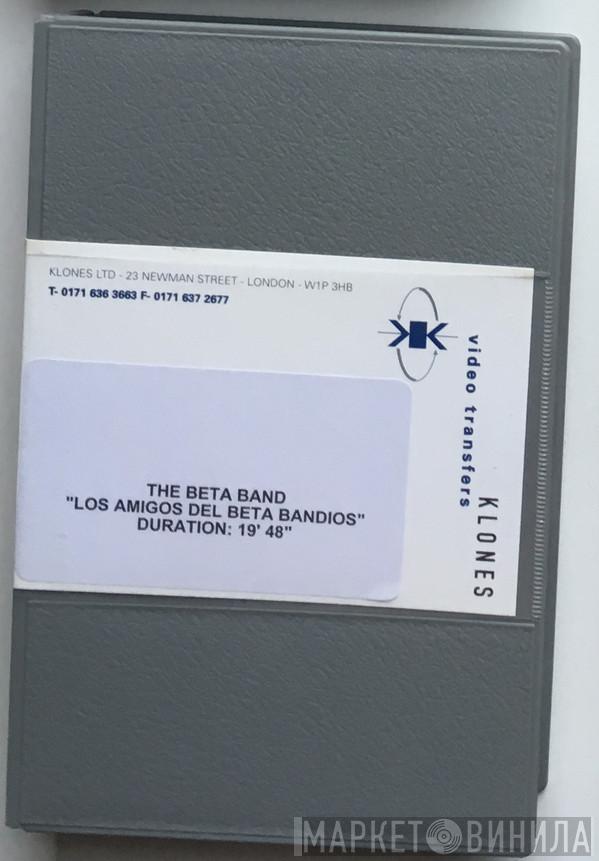 KLONES LTD - 23 NEWMAN STREET - LONDON - W1P 3HB
T- 0171 636 3663 F- 0171 637 2677
video transfers
KLONES
THE BETA BAND
"LOS AMIGOS DEL BETA BANDIOS"
DURATION: 19' 48"
МАРКЕТ ВИНИЛА